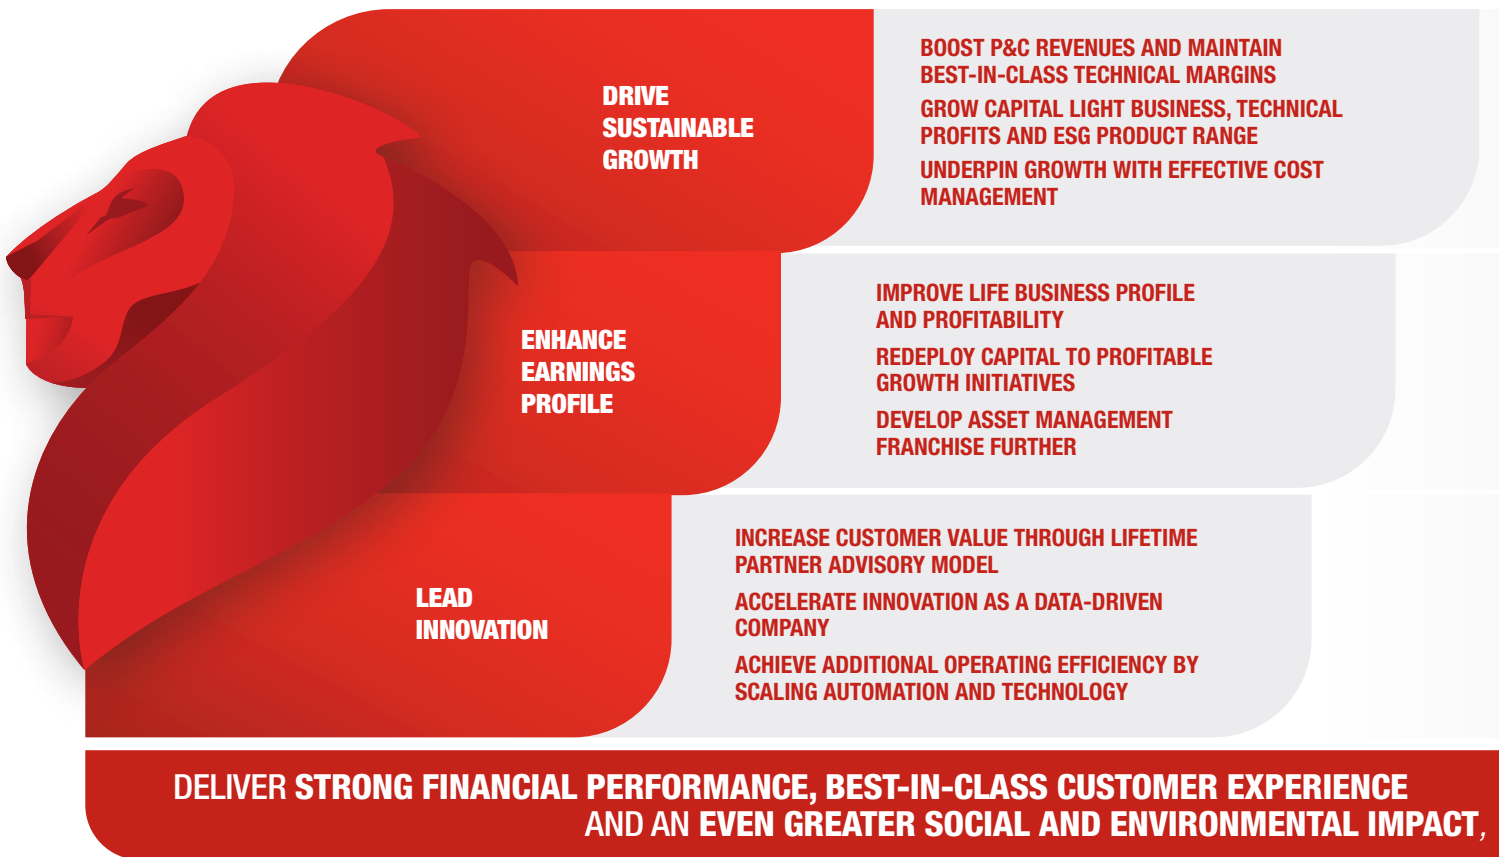 DRIVE
SUSTAINABLE
GROWTH
BOOST P&C REVENUES AND MAINTAIN
BEST-IN-CLASS TECHNICAL MARGINS
GROW CAPITAL LIGHT BUSINESS, TECHNICAL
PROFITS AND ESG PRODUCT RANGE
UNDERPIN GROWTH WITH EFFECTIVE COST
MANAGEMENT
ENHANCE
EARNINGS
PROFILE
IMPROVE LIFE BUSINESS PROFILE
AND PROFITABILITY
REDEPLOY CAPITAL TO PROFITABLE
GROWTH INITIATIVES
DEVELOP ASSET MANAGEMENT
FRANCHISE FURTHER
LEAD
INNOVATION
INCREASE CUSTOMER VALUE THROUGH LIFETIME
PARTNER ADVISORY MODEL
ACCELERATE INNOVATION AS A DATA-DRIVEN
COMPANY
ACHIEVE ADDITIONAL OPERATING EFFICIENCY BY
SCALING AUTOMATION AND TECHNOLOGY
DELIVER STRONG FINANCIAL PERFORMANCE, BEST-IN-CLASS CUSTOMER EXPERIENCE
AND AN EVEN GREATER SOCIAL AND ENVIRONMENTAL IMPACT,